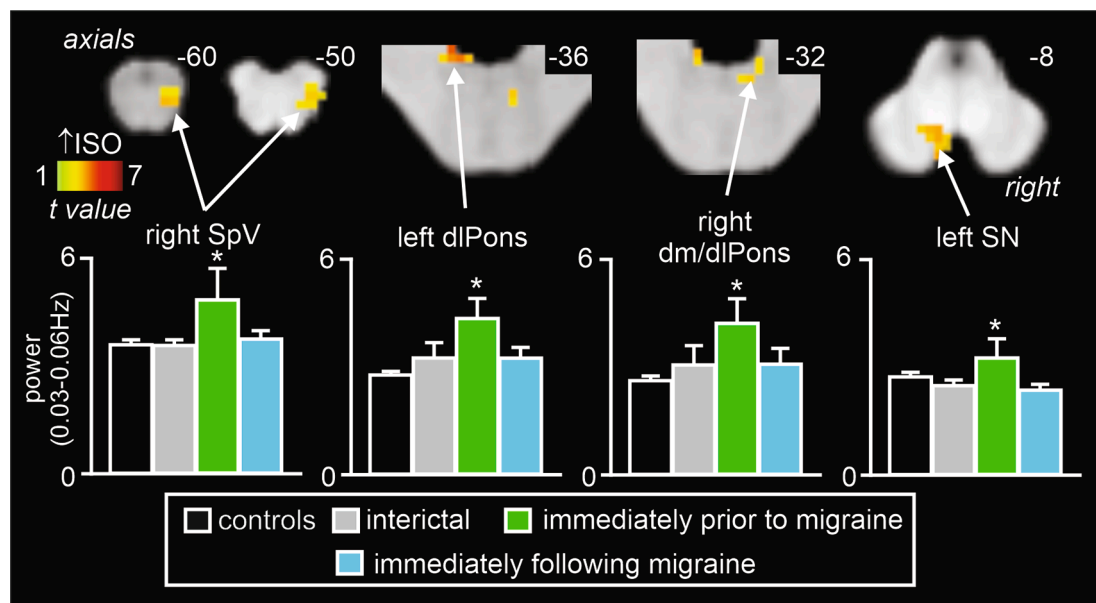 axials
-60
-50
-36
-32
-8
↑ISO
1 7
t value
right
right SpV
left dlPons
right
dm/dlPons
left SN
power
(0.03-0.06Hz)
6
*
0
6
*
0
6
*
0
6
*
0
controls interictal immediately prior to migraine
immediately following migraine